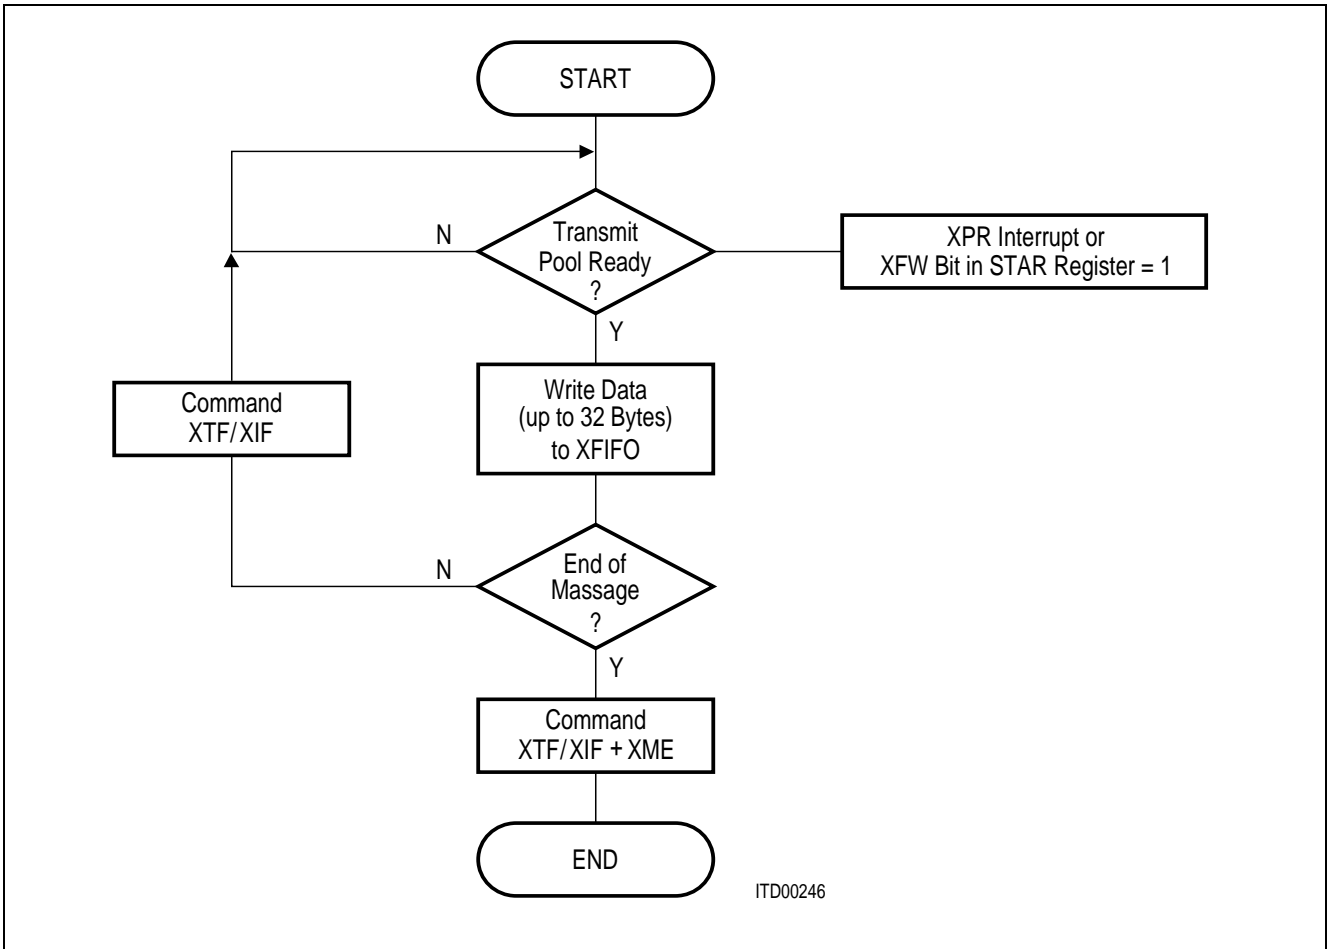 START
N
Transmit
Pool Ready
?
XPR Interrupt or
XFW Bit in STAR Register = 1
Y
Write Data
(up to 32 Bytes)
to XFIFO
Command
XTF/XIF
N
End of
Massage
?
Y
Command
XTF/XIF + XME
END
ITD00246